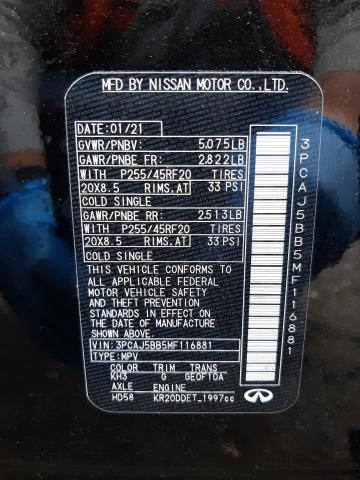 MFD BY NISSAN MOTOR CO., LTD.
DATE: 01/21
GVWR/PNBV: 5,075LB
GAWR/PNBE FR: 2,822LB
WITH P255/45RF20 TIRES
20X8.5 RIMS.AT 33 PSI
COLD SINGLE
GAWR/PNBE RR: 2,513LB
WITH P255/45RF20 TIRES
20X8.5 RIMS.AT 33 PSI
COLD SINGLE
THIS VEHICLE CONFORMS TO
ALL APPLICABLE FEDERAL
MOTOR VEHICLE SAFETY
AND THEFT PREVENTION
STANDARDS IN EFFECT ON
THE DATE OF MANUFACTURE
SHOWN ABOVE.
VIN: 3PCAJ5BB5MF116881
TYPE: MPV
COLOR TRIM TRANS
KH3 G GE0F10A
AXLE ENGINE
HD58 KR20DDET_1997cc
3PCAJ5BB5MF116881